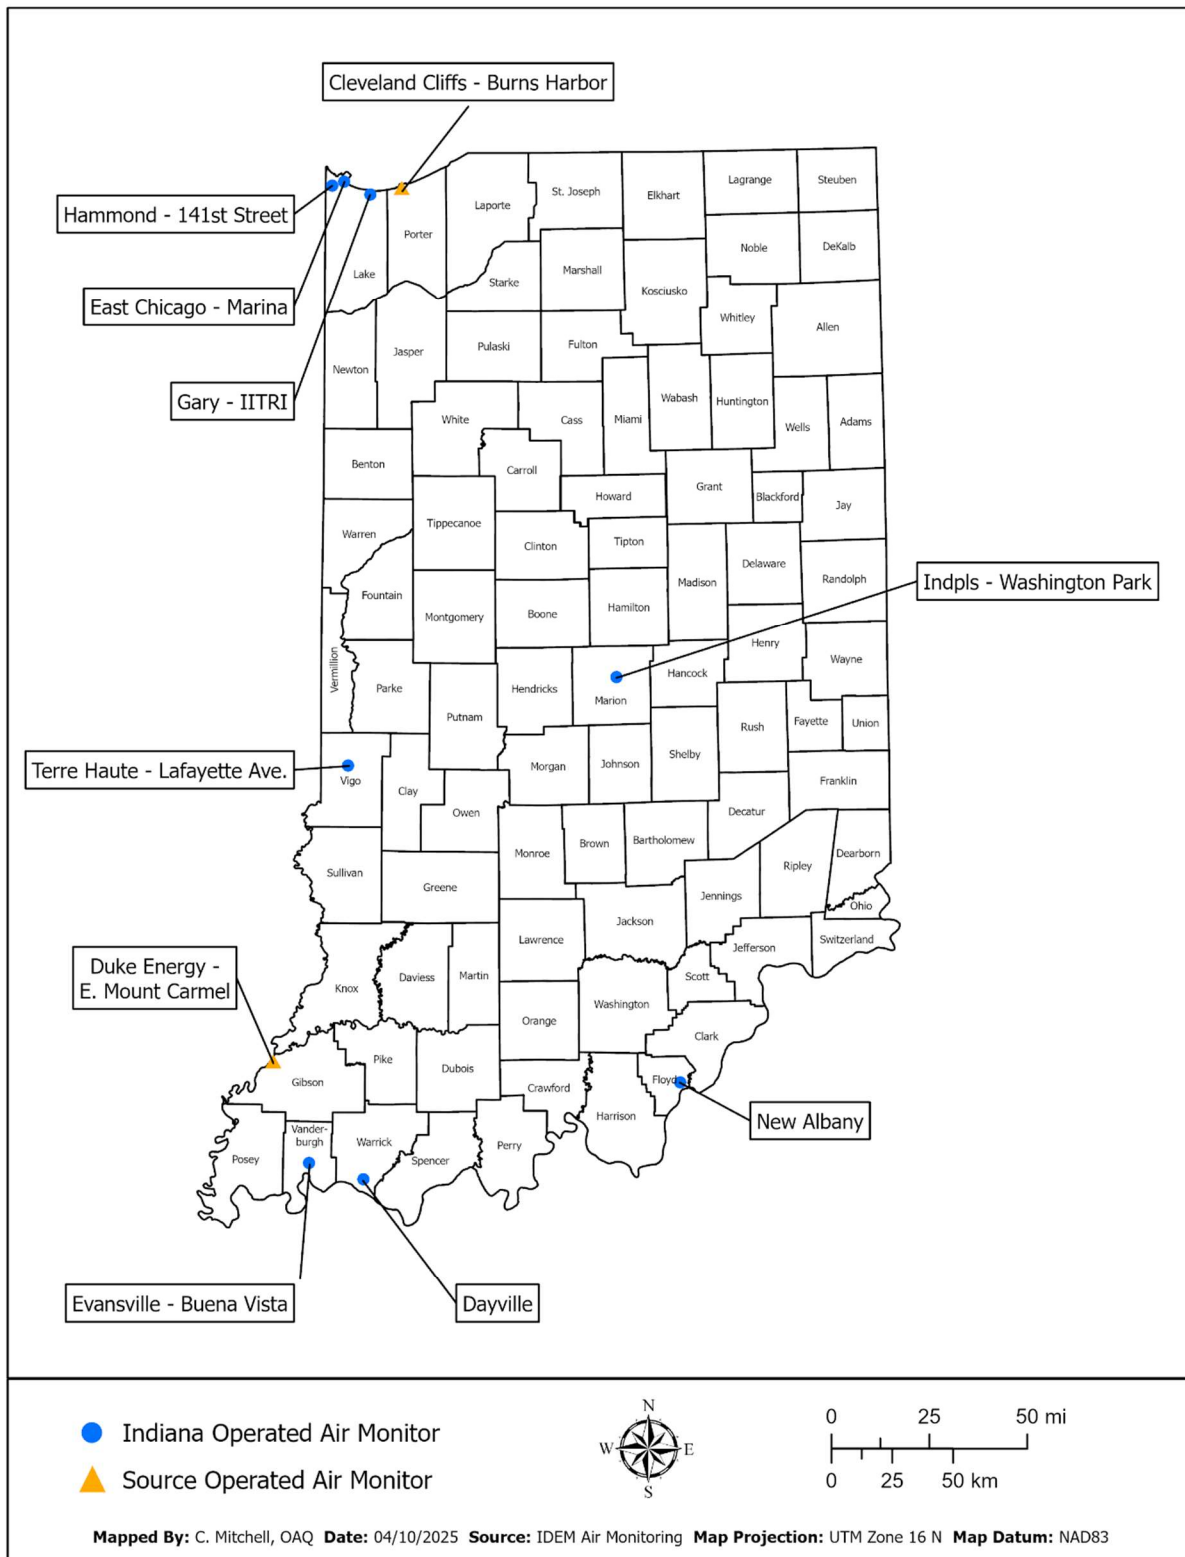 Cleveland Cliffs - Burns Harbor
Hammond - 141st Street
East Chicago - Marina
Gary - IITRI
Laporte
St. Joseph
Elkhart
Lagrange
Steuben
Porter
Lake
Starke
Marshall
Noble
DeKalb
Kosciusko
Whitley
Allen
Newton
Jasper
Pulaski
Fulton
White
Cass
Miami
Wabash
Huntington
Wells
Adams
Benton
Carroll
Howard
Grant
Blackford
Jay
Warren
Tippecanoe
Clinton
Tipton
Madison
Delaware
Randolph
Indpls - Washington Park
Fountain
Montgomery
Boone
Hamilton
Henry
Wayne
Vermillion
Parke
Putnam
Hendricks
Marion
Hancock
Rush
Fayette
Union
Terre Haute - Lafayette Ave.
Vigo
Clay
Owen
Morgan
Johnson
Shelby
Franklin
Decatur
Sullivan
Greene
Monroe
Brown
Bartholomew
Jennings
Ripley
Dearborn
Ohio
Switzerland
Jefferson
Jackson
Lawrence
Duke Energy -
E. Mount Carmel
Knox
Daviess
Martin
Orange
Washington
Scott
Clark
Gibson
Pike
Dubois
Crawford
Harrison
Floyd
New Albany
Posey
Vander-
burgh
Warrick
Spencer
Perry
Evansville - Buena Vista
Dayville
Indiana Operated Air Monitor
Source Operated Air Monitor
N
W E
S
0 25 50 mi
0 25 50 km
Mapped By: C. Mitchell, OAQ Date: 04/10/2025 Source: IDEM Air Monitoring Map Projection: UTM Zone 16 N Map Datum: NAD83